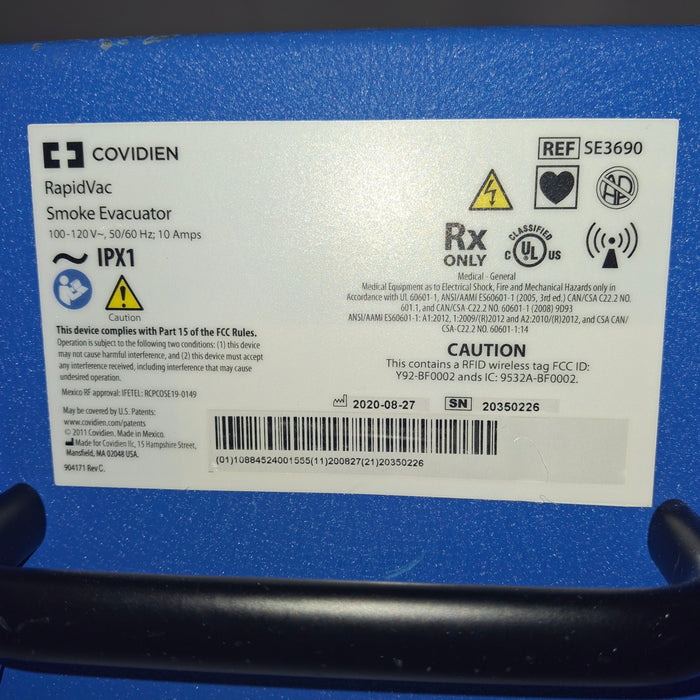 COVIDIEN
REF SE3690
RapidVac
Smoke Evacuator
100-120 V~, 50/60 Hz; 10 Amps
IPX1
Caution
Rx
ONLY
CLASSIFIED
C UL US
Medical - General
Medical Equipment as to Electrical Shock, Fire and Mechanical Hazards only in
Accordance with UL 60601-1, ANSI/AAMI ES60601-1 (2005, 3rd ed.) CAN/CSA C22.2 NO.
601.1, and CAN/CSA-C22.2 NO. 60601-1 (2008) 9D93
ANSI/AAMI ES60601-1: A1:2012, 1:2009/(R)2012 and A2:2010/(R)2012, and CSA CAN/
CSA-C22.2 NO. 60601-1:14
This device complies with Part 15 of the FCC Rules.
Operation is subject to the following two conditions: (1) this device
may not cause harmful interference, and (2) this device must accept
any interference received, including interference that may cause
undesired operation.
Mexico RF approval: IFETEL: RCPCOSE19-0149
CAUTION
This contains a RFID wireless tag FCC ID:
Y92-BF0002 ands IC: 9532A-BF0002.
May be covered by U.S. Patents:
www.covidien.com/patents
© 2011 Covidien. Made in Mexico.
Made for Covidien llc, 15 Hampshire Street,
Mansfield, MA 02048 USA.
904171 Rev C.
2020-08-27 SN 20350226
(01)10884524001555(11)200827(21)20350226